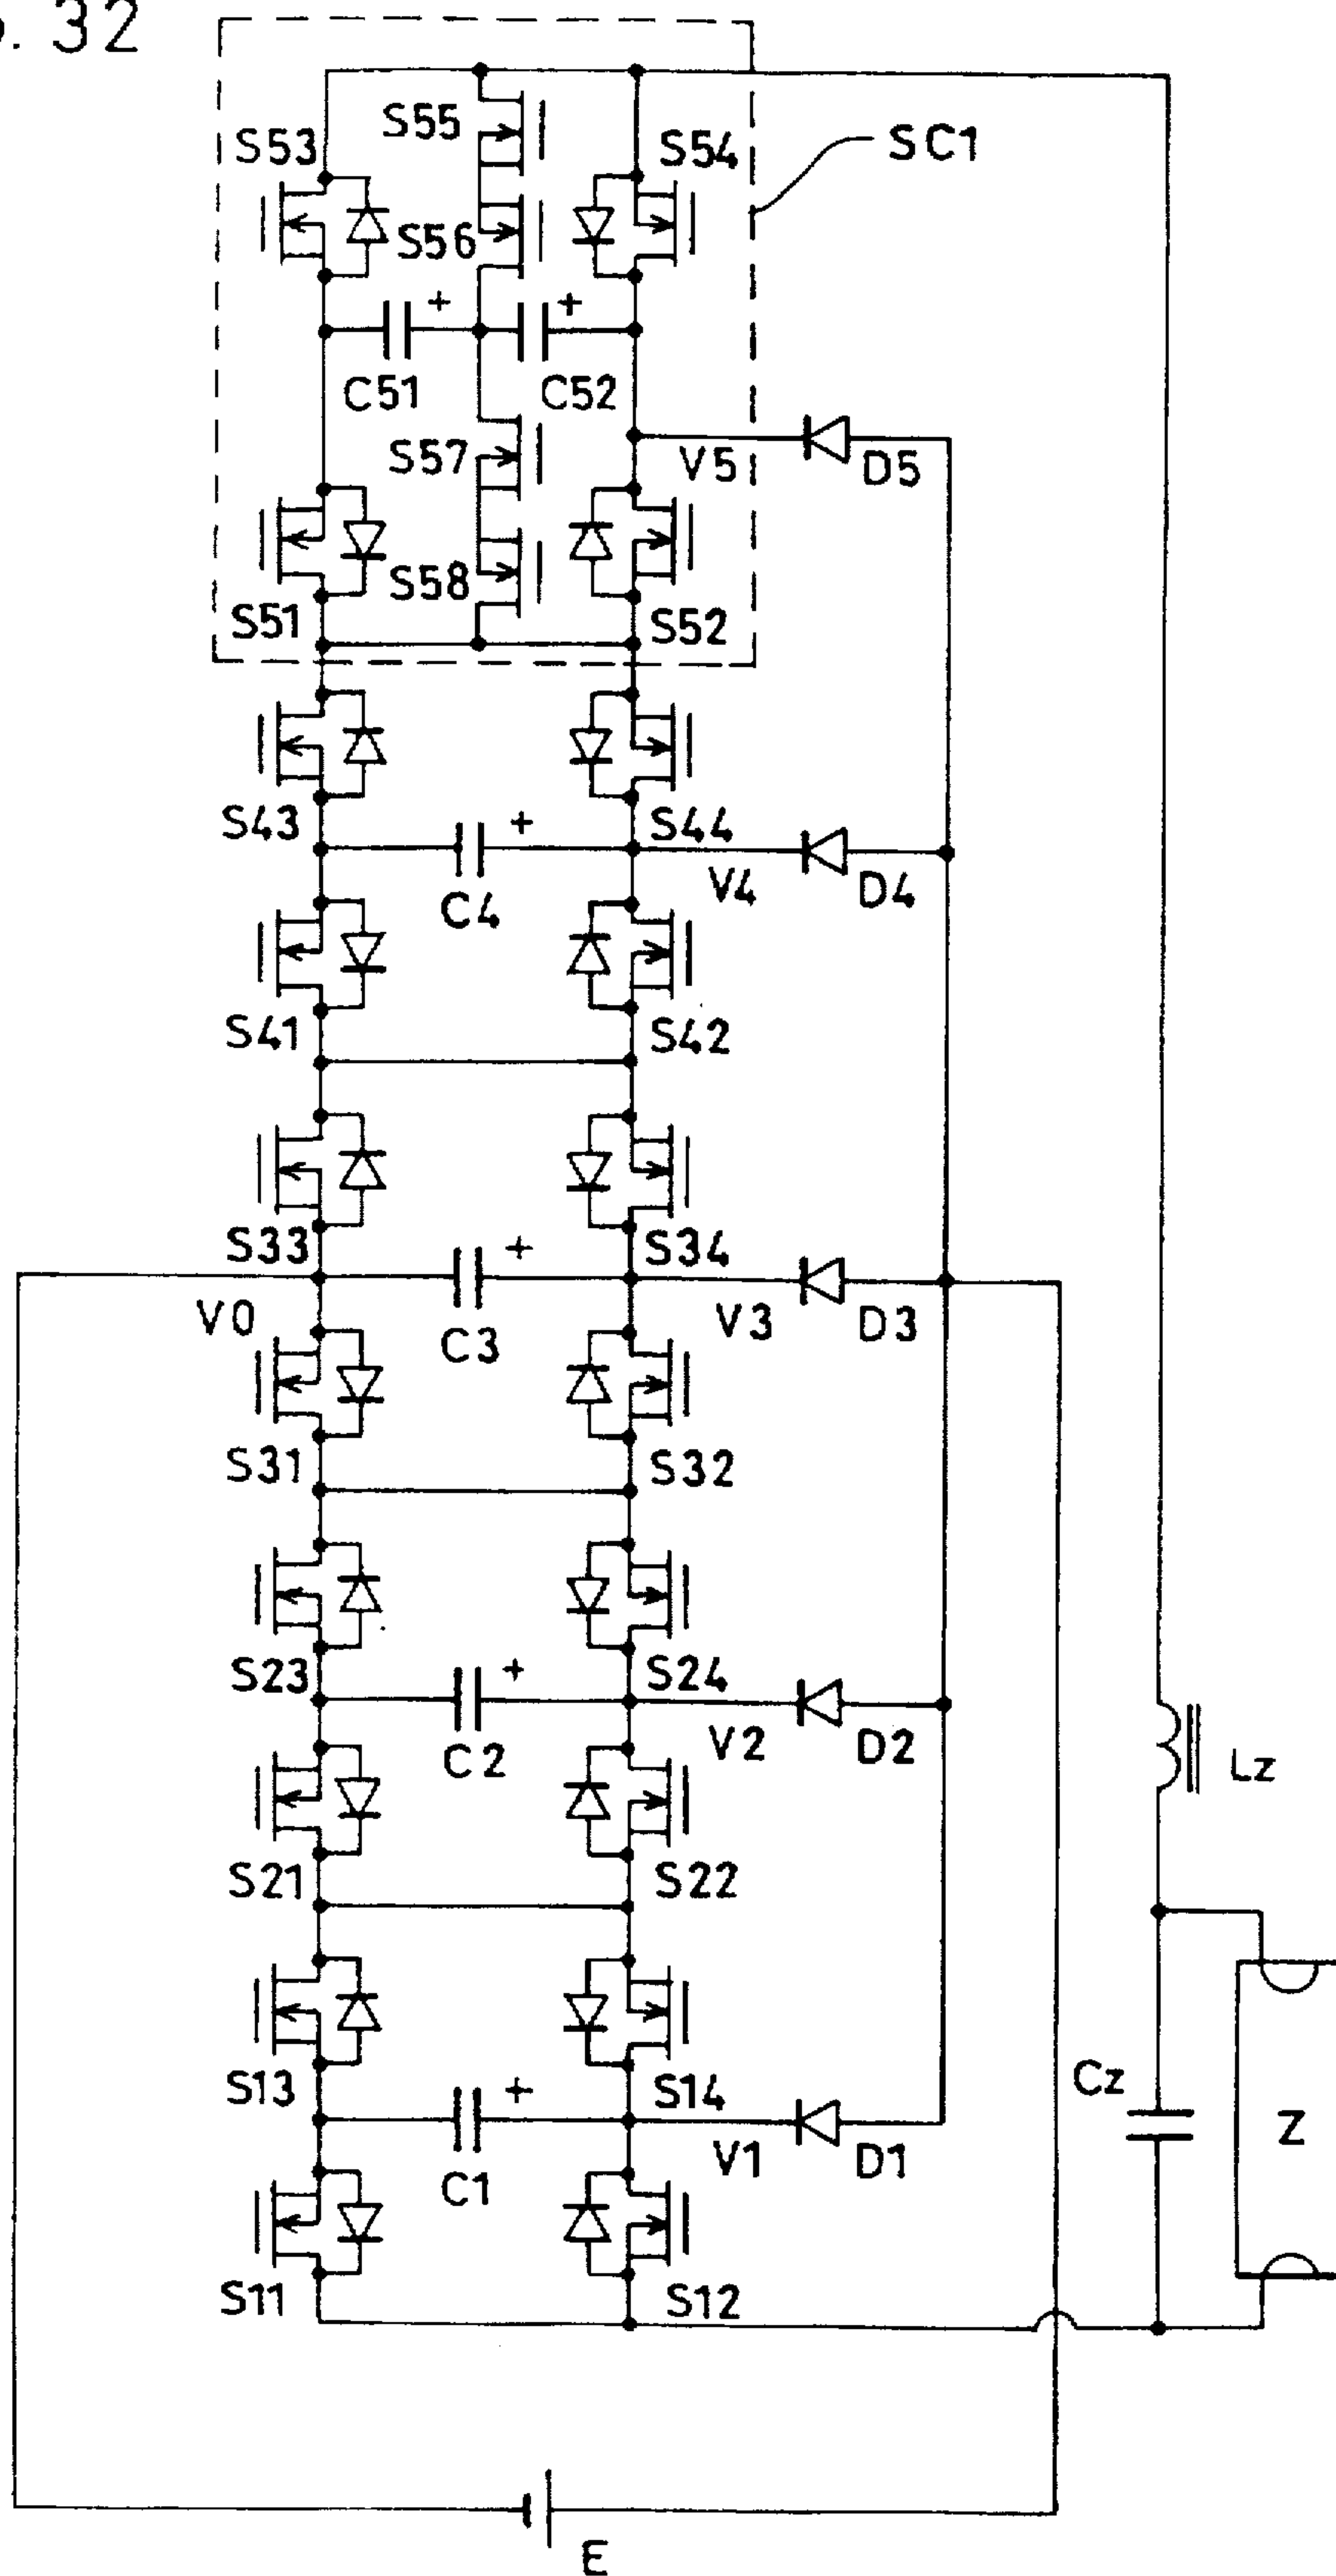 . 32
S55
S53
S54
SC1
S56
+
+
C51
C52
S57
V5
D5
S58
S51
S52
S43
+
S44
C4
V4
D4
S41
S42
S33
+
S34
V0
C3
V3
D3
S31
S32
S23
+
S24
C2
V2
D2
Lz
S21
S22
S13
+
S14
Cz
Z
C1
V1
D1
S11
S12
E